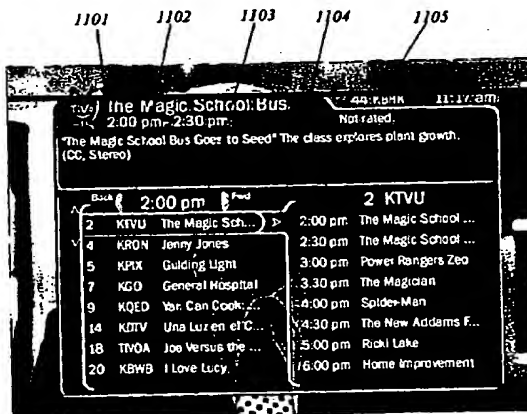 1101 1102 1103 1104 1105
TiVo The Magic School Bus. 44 KBHK 11:17 am
2:00 pm-2:30 pm Not rated.
"The Magic School Bus Goes to Seed" The class explores plant growth.
(CC, Stereo)
Back 2:00 pm Fwd
2 KTVU The Magic Sch...
4 KRON Jenny Jones
5 KPIX Guiding Light
7 KGO General Hospital
9 KQED Yan Can Cook: ...
14 KDTV Una Luz en el C...
18 TIVOA Joe Versus the ...
20 KBWB I Love Lucy
2 KTVU
2:00 pm The Magic School ...
2:30 pm The Magic School ...
3:00 pm Power Rangers Zeo
3:30 pm The Magician
4:00 pm Spider-Man
4:30 pm The New Addams F...
5:00 pm Ricki Lake
6:00 pm Home Improvement